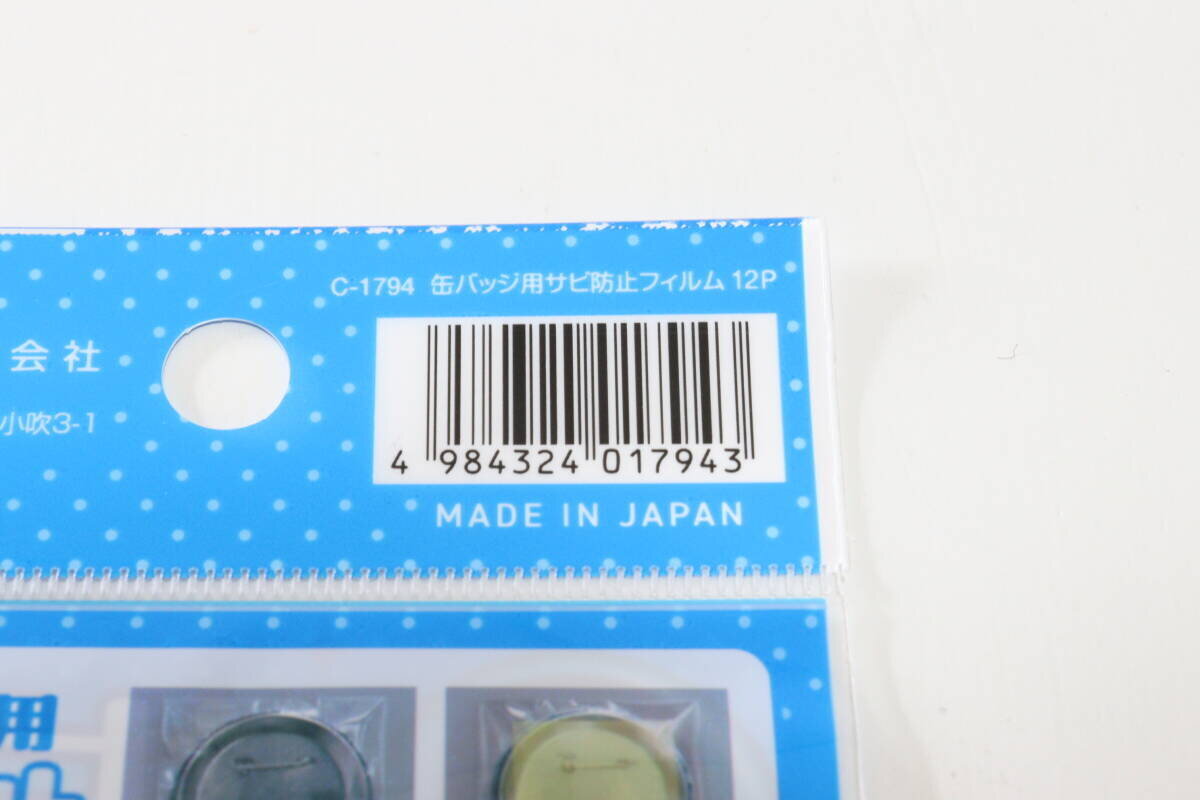 C-1794 缶バッジ用サビ防止フィルム 12P
会社
小吹3-1
4 984324 017943
MADE IN JAPAN
用